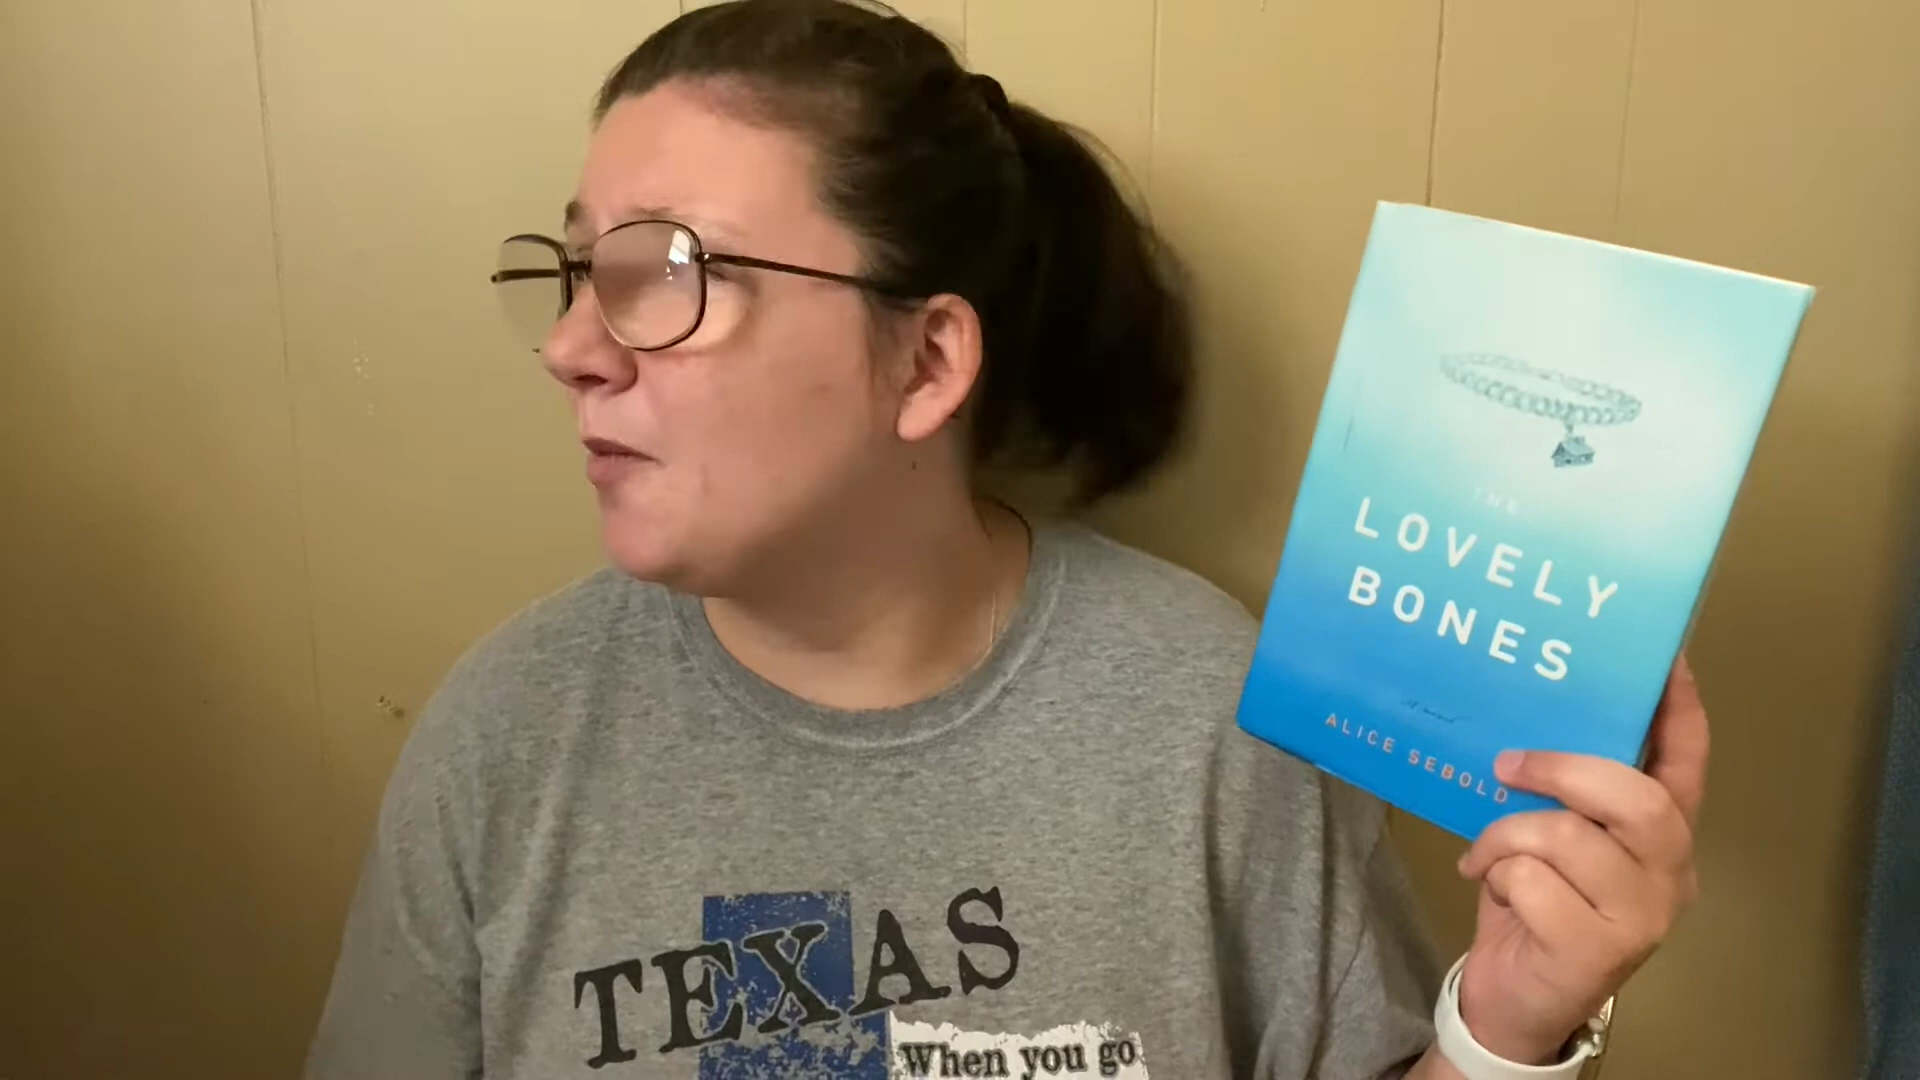 THE
LOVELY
BONES
A novel
ALICE SEBOLD
TEXAS
When you go